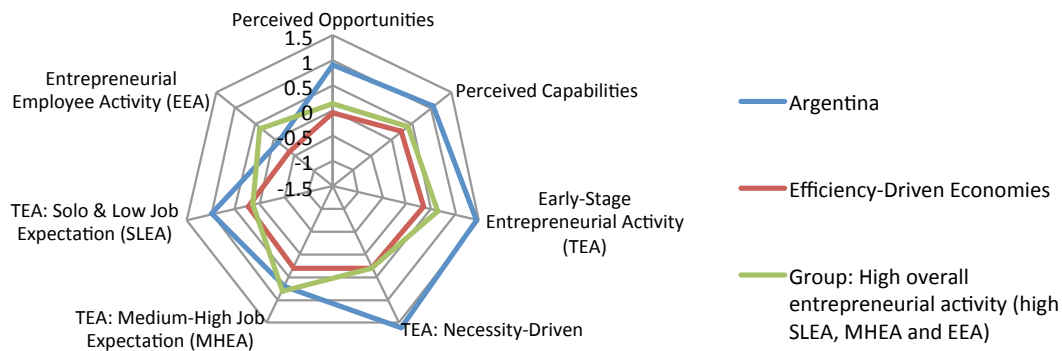 Perceived Opportunities
1.5
1
0.5
0
-0.5
-1
-1.5
Perceived Capabilities
Early-Stage
Entrepreneurial Activity
(TEA)
TEA: Necessity-Driven
TEA: Medium-High Job
Expectation (MHEA)
TEA: Solo & Low Job
Expectation (SLEA)
Entrepreneurial
Employee Activity (EEA)
Argentina
Efficiency-Driven Economies
Group: High overall
entrepreneurial activity (high
SLEA, MHEA and EEA)